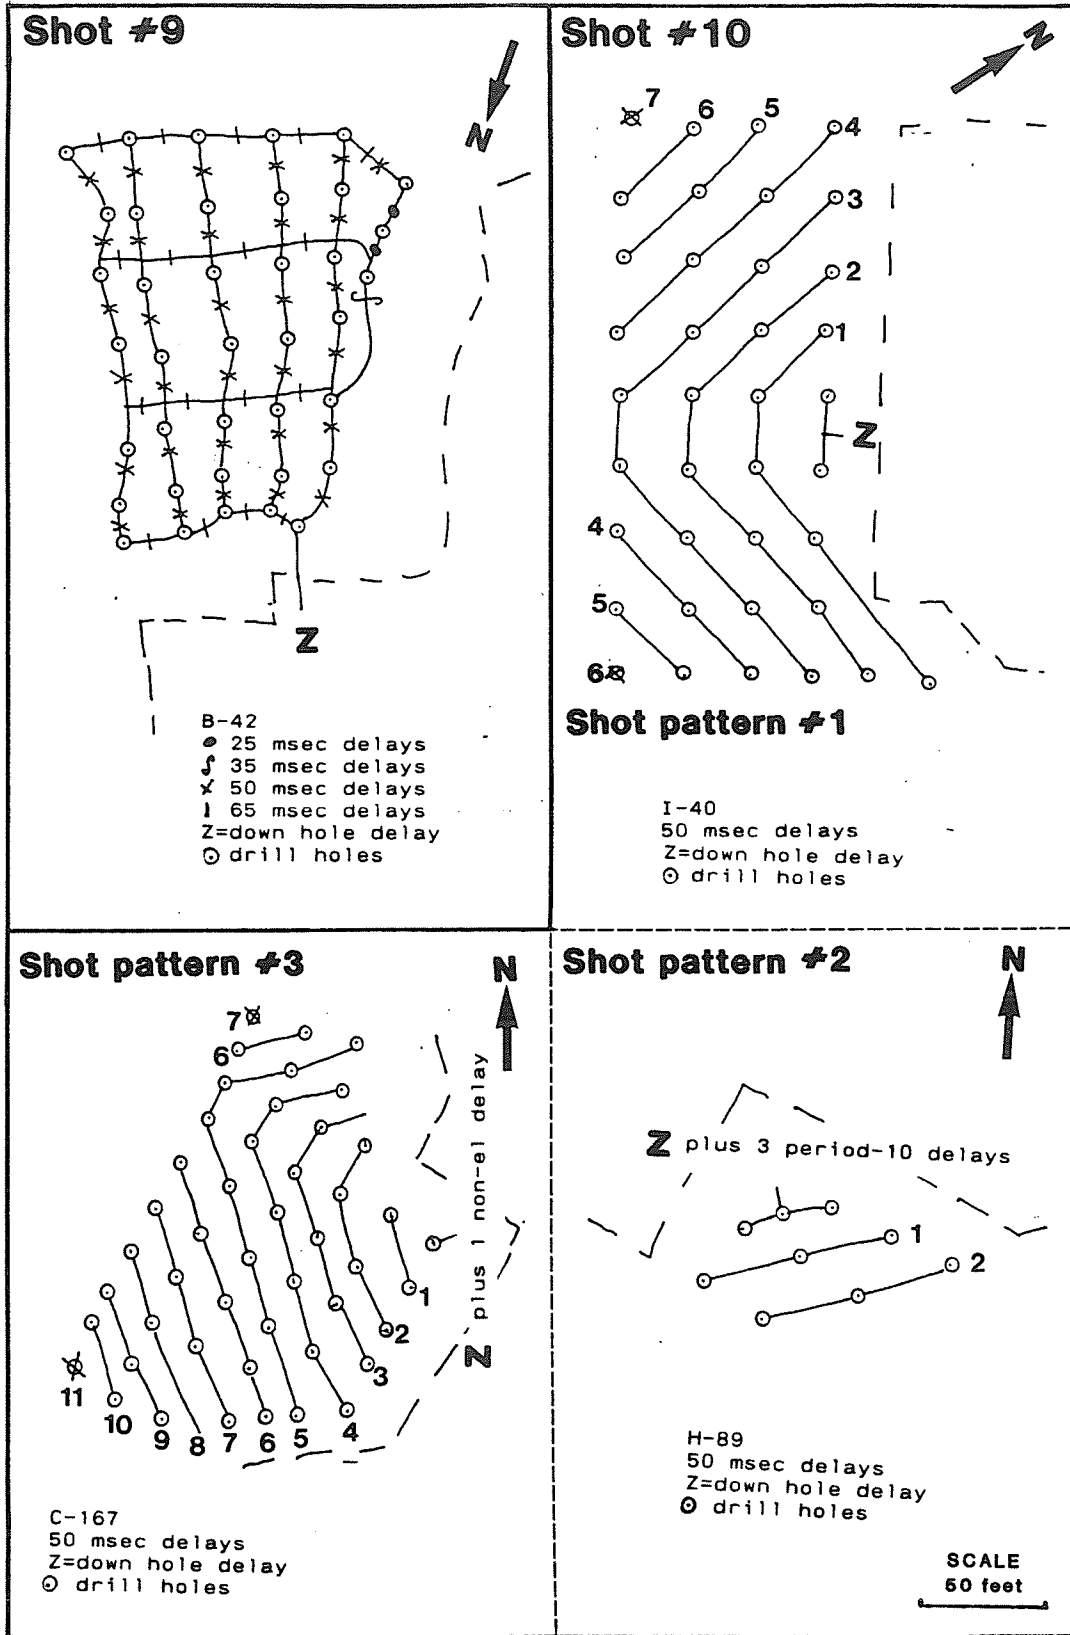 Shot #9
N
Z
B-42
25 msec delays
35 msec delays
50 msec delays
65 msec delays
Z=down hole delay
drill holes
Shot #10
N
7
6
5
4
3
2
1
Z
4
5
6
Shot pattern #1
I-40
50 msec delays
Z=down hole delay
drill holes
Shot pattern #3
N
7
6
Z plus 1 non-el delay
1
2
3
4
5
6
7
8
9
10
11
C-167
50 msec delays
Z=down hole delay
drill holes
Shot pattern #2
N
Z plus 3 period-10 delays
1
2
H-89
50 msec delays
Z=down hole delay
drill holes
SCALE
50 feet